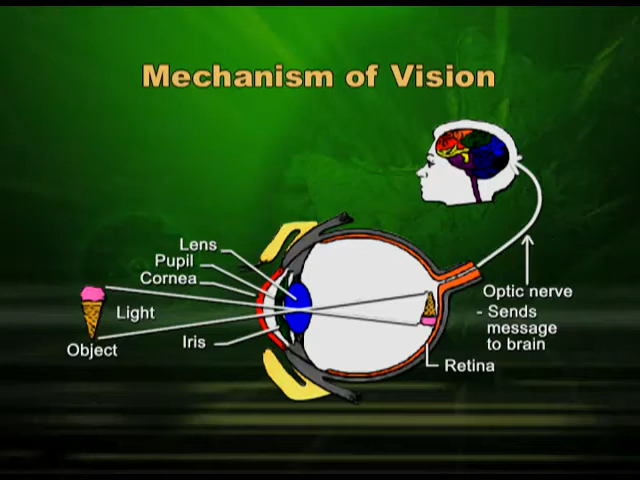 Mechanism of Vision
Lens
Pupil
Cornea
Light
Object
Iris
Optic nerve
- Sends
message
to brain
Retina